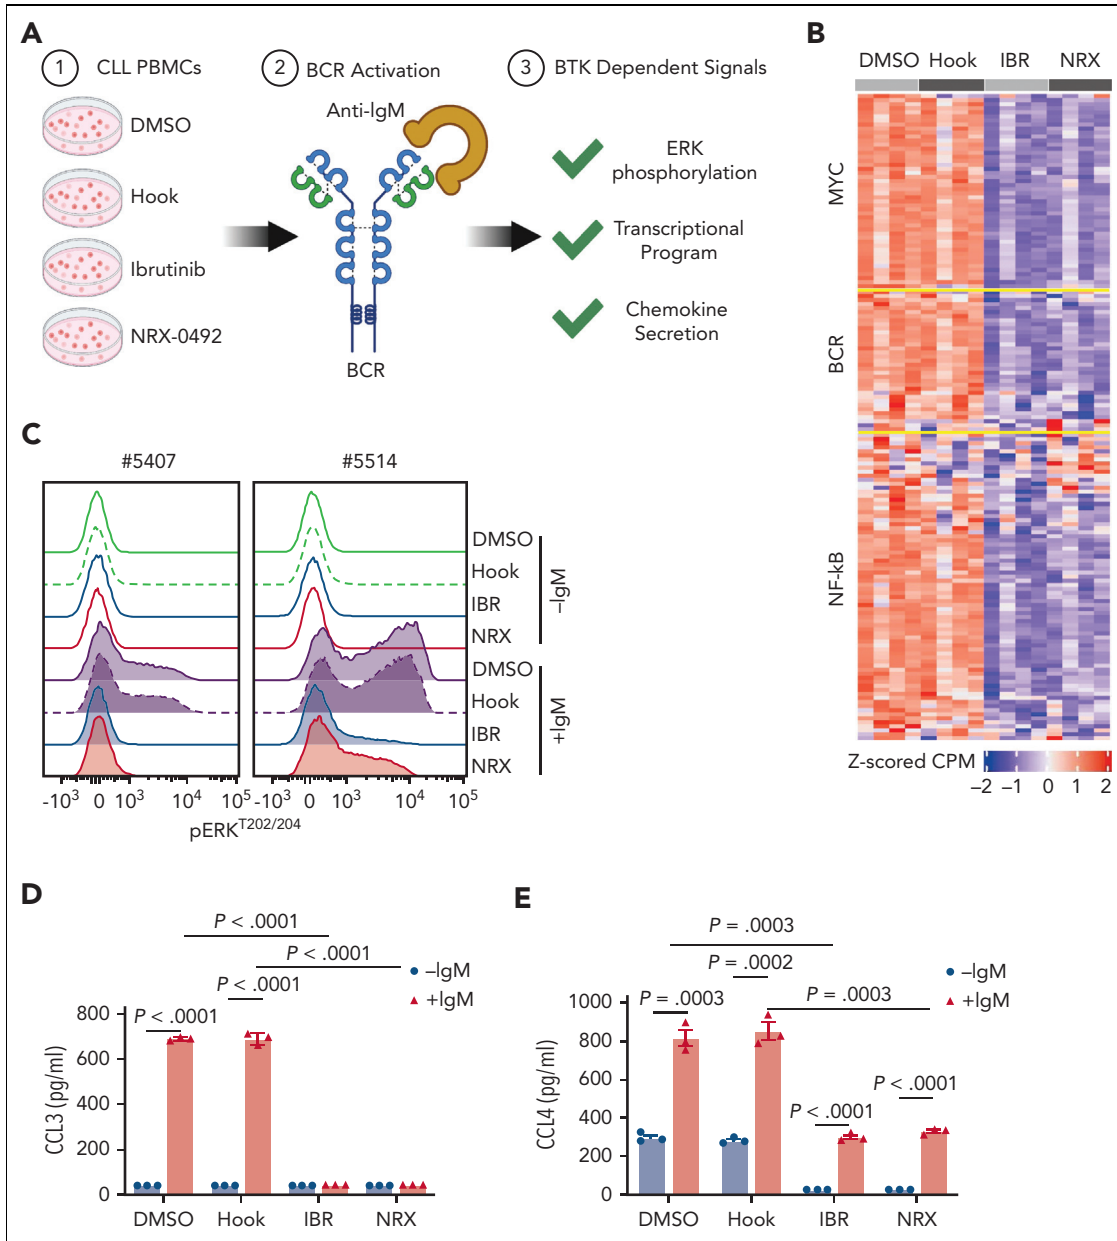 A
1 CLL PBMCs
DMSO
Hook
Ibrutinib
NRX-0492
2 BCR Activation
Anti-IgM
BCR
3 BTK Dependent Signals
ERK
phosphorylation
Transcriptional
Program
Chemokine
Secretion
B
DMSO Hook IBR NRX
MYC
BCR
NF-kB
Z-scored CPM
−2 −1 0 1 2
C
#5407 #5514
DMSO
Hook
IBR
NRX
−IgM
DMSO
Hook
IBR
NRX
+IgM
-10³ 0 10³ 10⁴ 10⁵
-10³ 0 10³ 10⁴ 10⁵
pERK^T202/204
D
P < .0001
P < .0001
P < .0001
P < .0001
−IgM
+IgM
CCL3 (pg/ml)
800
600
400
200
0
DMSO Hook IBR NRX
E
P = .0003
P = .0002
P = .0003
P = .0003
P < .0001
P < .0001
−IgM
+IgM
CCL4 (pg/ml)
1000
800
600
400
200
0
DMSO Hook IBR NRX